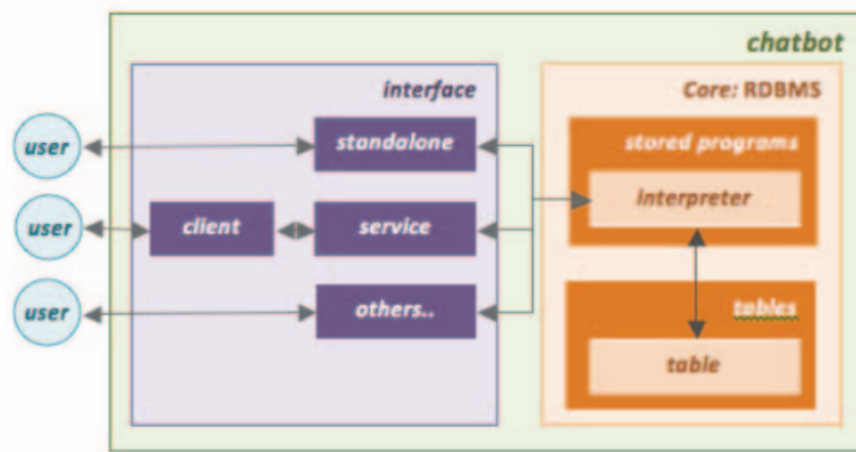 chatbot
interface
Core: RDBMS
user
standalone
stored programs
interpreter
user
client
service
user
others..
tables
table